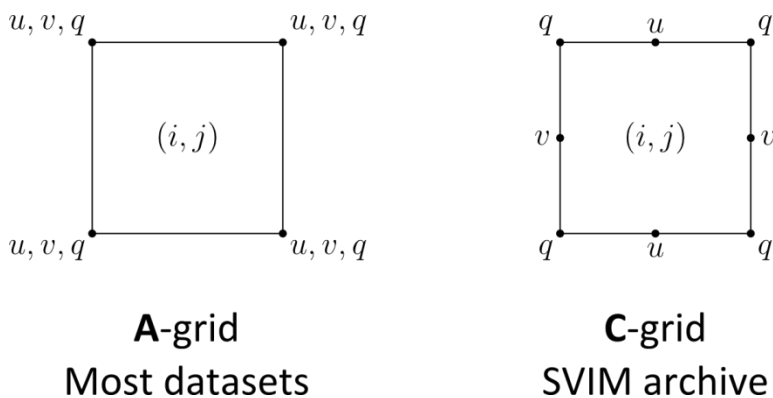 u, v, q
u, v, q
(i, j)
u, v, q
u, v, q
A-grid
Most datasets
q
u
q
v
(i, j)
v
q
u
q
C-grid
SVIM archive